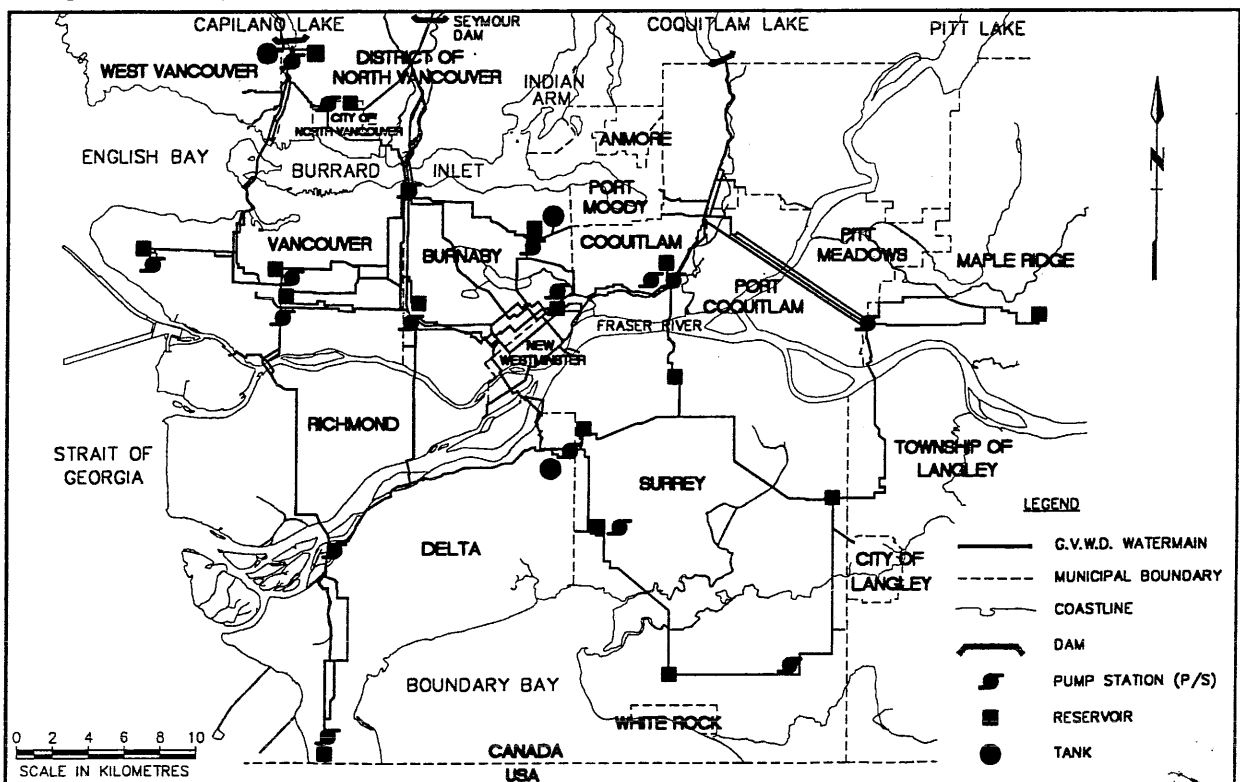 CAPILANO LAKE
SEYMOUR
DAM
COQUITLAM LAKE
PITT LAKE
WEST VANCOUVER
DISTRICT OF
NORTH VANCOUVER
INDIAN
ARM
CITY OF
NORTH VANCOUVER
ANMORE
ENGLISH BAY
BURRARD
INLET
N
PORT
MOODY
VANCOUVER
BURNABY
COQUITLAM
PITT
MEADOWS
MAPLE RIDGE
PORT
COQUITLAM
FRASER RIVER
NEW
WESTMINSTER
RICHMOND
STRAIT OF
GEORGIA
SURREY
TOWNSHIP OF
LANGLEY
DELTA
CITY OF
LANGLEY
BOUNDARY BAY
WHITE ROCK
CANADA
USA
0 2 4 6 8 10
SCALE IN KILOMETRES
LEGEND
G.V.W.D. WATERMAIN
MUNICIPAL BOUNDARY
COASTLINE
DAM
PUMP STATION (P/S)
RESERVOIR
TANK